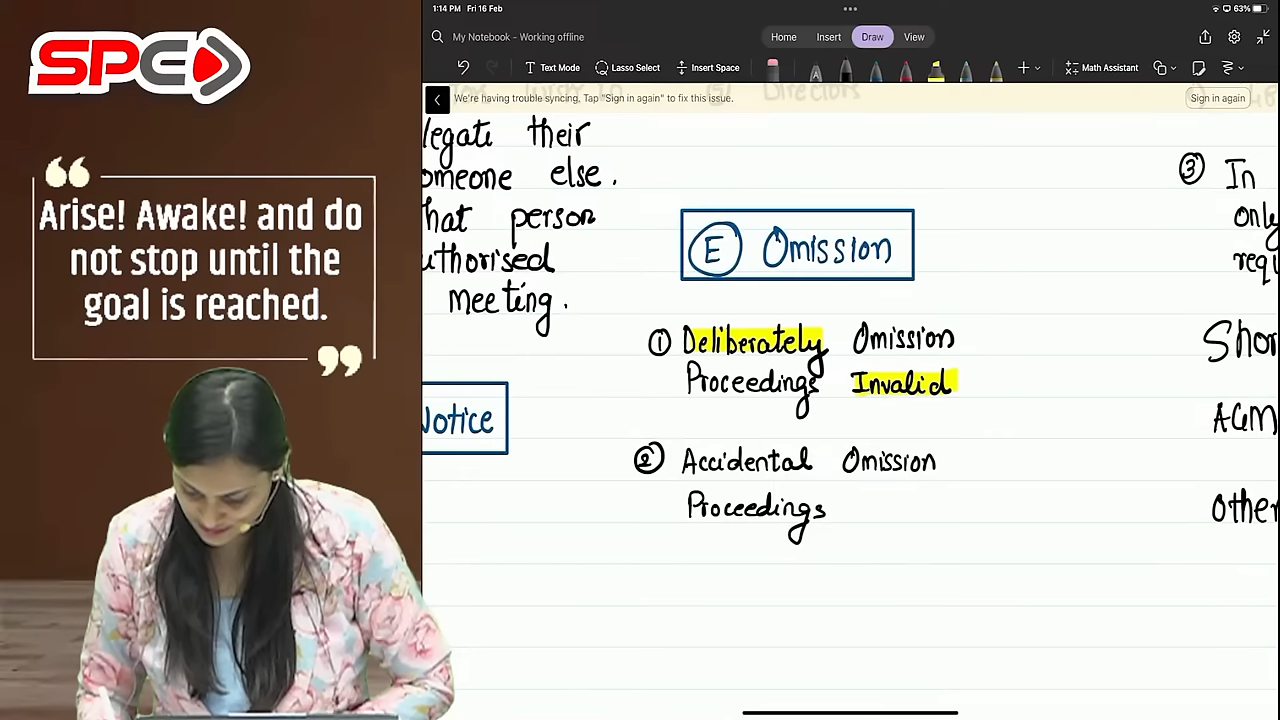 SPC
“
Arise! Awake! and do
not stop until the
goal is reached.
”
1:14 PM Fri 16 Feb
63%
My Notebook - Working offline
Home Insert Draw View
Text Mode Lasso Select Insert Space Math Assistant
We're having trouble syncing. Tap "Sign in again" to fix this issue.
Sign in again
Directors
legate their
omeone else.
hat person
uthorised
meeting.
Notice
E Omission
① Deliberately Omission
Proceedings Invalid
② Accidental Omission
Proceedings
③ In
only
requ
Shor
AGM
Other